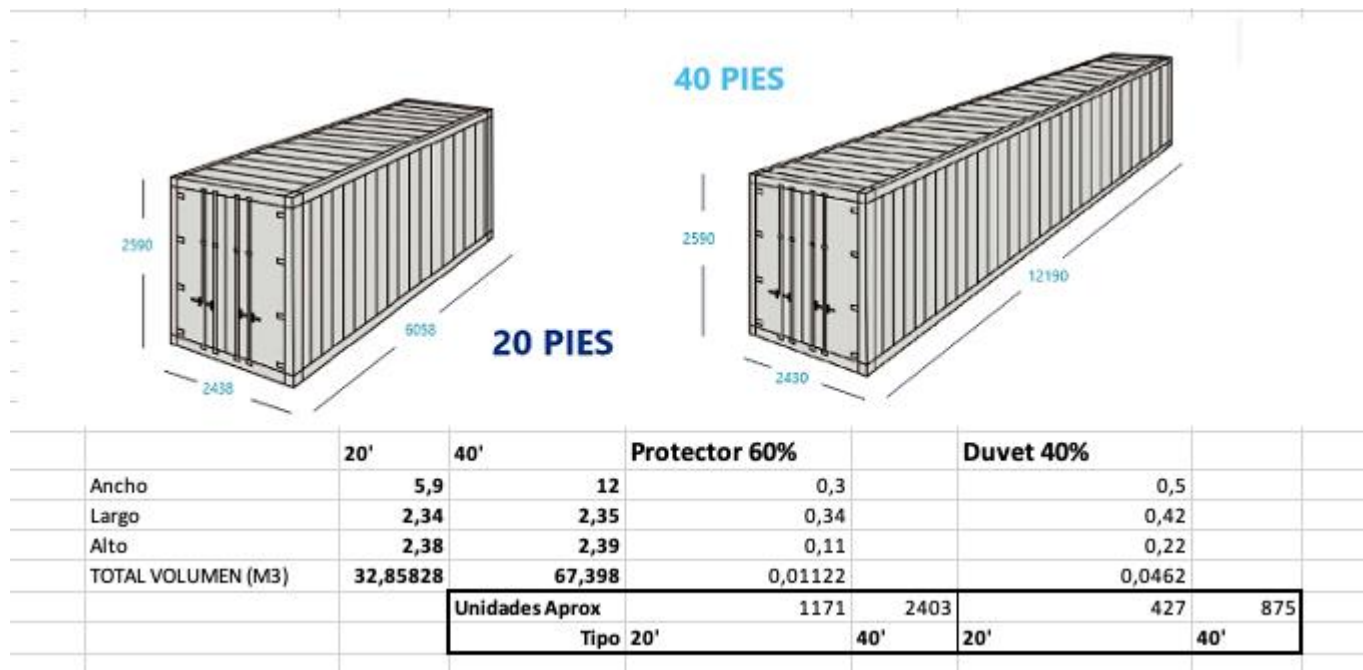 40 PIES
2590
6058
2438
20 PIES
2590
12190
2430
20' 40' Protector 60% Duvet 40%
Ancho 5,9 12 0,3 0,5
Largo 2,34 2,35 0,34 0,42
Alto 2,38 2,39 0,11 0,22
TOTAL VOLUMEN (M3) 32,85828 67,398 0,01122 0,0462
Unidades Aprox 1171 2403 427 875
Tipo 20' 40' 20' 40'